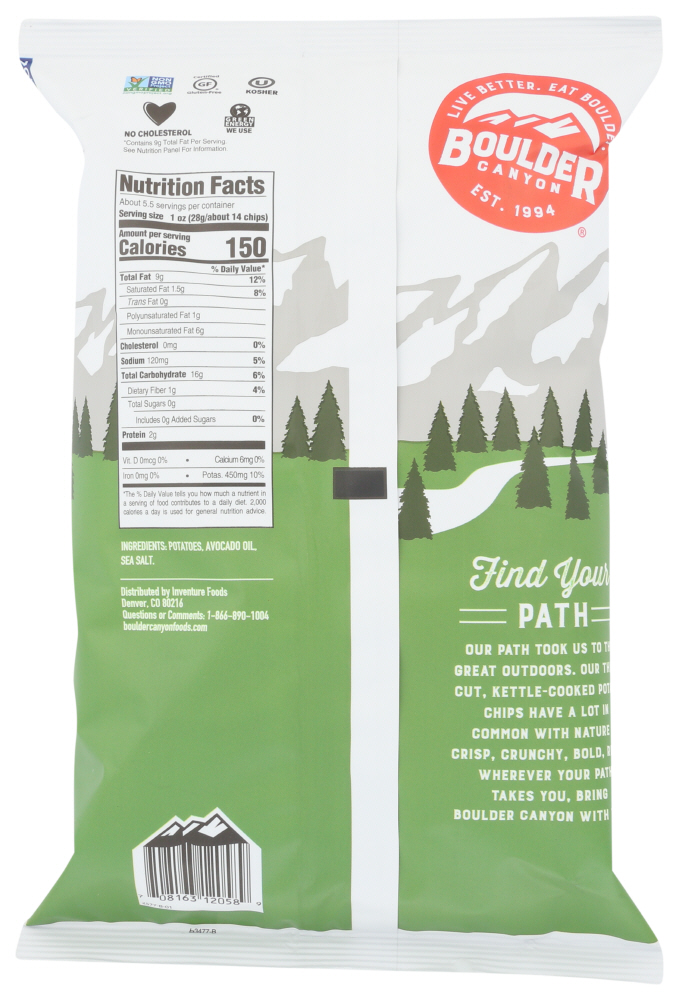 NON
GMO
VERIFIED
Certified
GF
Gluten-Free
U
KOSHER
NO CHOLESTEROL
*Contains 9g Total Fat Per Serving.
See Nutrition Panel For Information.
GREEN
ENERGY
WE USE
Nutrition Facts
About 5.5 servings per container
Serving size 1 oz (28g/about 14 chips)
Amount per serving
Calories 150
% Daily Value*
Total Fat 9g 12%
Saturated Fat 1.5g 8%
Trans Fat 0g
Polyunsaturated Fat 1g
Monounsaturated Fat 6g
Cholesterol 0mg 0%
Sodium 120mg 5%
Total Carbohydrate 16g 6%
Dietary Fiber 1g 4%
Total Sugars 0g
Includes 0g Added Sugars 0%
Protein 2g
Vit. D 0mcg 0% • Calcium 6mg 0%
Iron 0mg 0% • Potas. 450mg 10%
*The % Daily Value tells you how much a nutrient in
a serving of food contributes to a daily diet. 2,000
calories a day is used for general nutrition advice.
INGREDIENTS: POTATOES, AVOCADO OIL,
SEA SALT.
Distributed by Inventure Foods
Denver, CO 80216
Questions or Comments: 1-866-890-1004
bouldercanyonfoods.com
7 08163 12058 9
LIVE BETTER. EAT BOULDE
BOULDER
CANYON
EST. 1994
®
Find Your
PATH
OUR PATH TOOK US TO TH
GREAT OUTDOORS. OUR TH
CUT, KETTLE-COOKED POT
CHIPS HAVE A LOT IN
COMMON WITH NATURE
CRISP, CRUNCHY, BOLD, R
WHEREVER YOUR PATH
TAKES YOU, BRING
BOULDER CANYON WITH